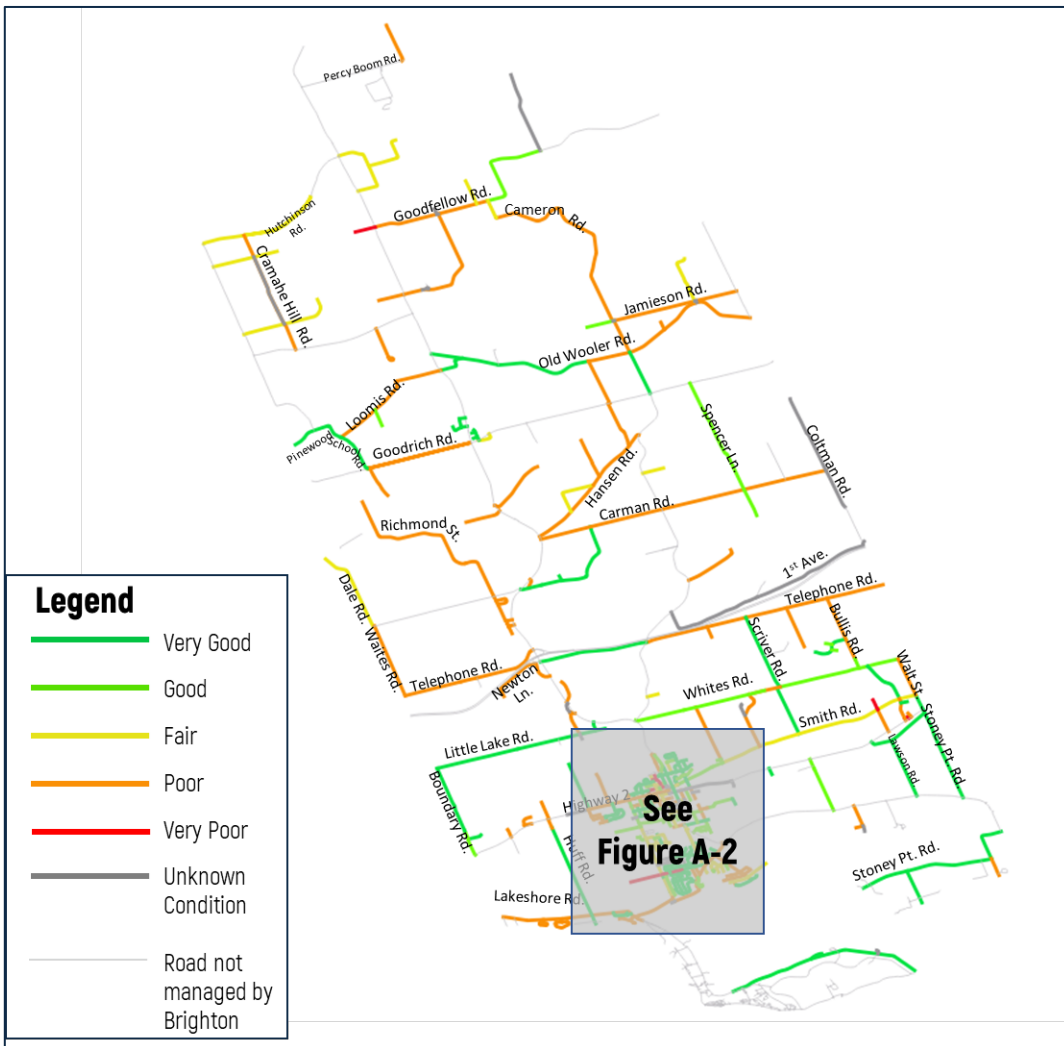 Percy Boom Rd.
Hutchinson
Rd.
Goodfellow Rd.
Cameron
Rd.
Cramahe Hill Rd.
Jamieson Rd.
Old Wooler Rd.
Loomis Rd.
Pinewood
School
Rd.
Goodrich Rd.
Spencer Ln.
Coltman Rd.
Hansen Rd.
Carman Rd.
Richmond
St.
1st Ave.
Dale Rd.
Waites Rd.
Telephone Rd.
Telephone Rd.
Newton
Ln.
Scriver Rd.
Bullis Rd.
Walt St.
Whites Rd.
Smith Rd.
Stoney Pt. Rd.
Lawson Rd.
Little Lake Rd.
Boundary Rd.
Highway 2
Huff Rd.
See
Figure A-2
Stoney Pt. Rd.
Lakeshore Rd.
Legend
Very Good
Good
Fair
Poor
Very Poor
Unknown
Condition
Road not
managed by
Brighton